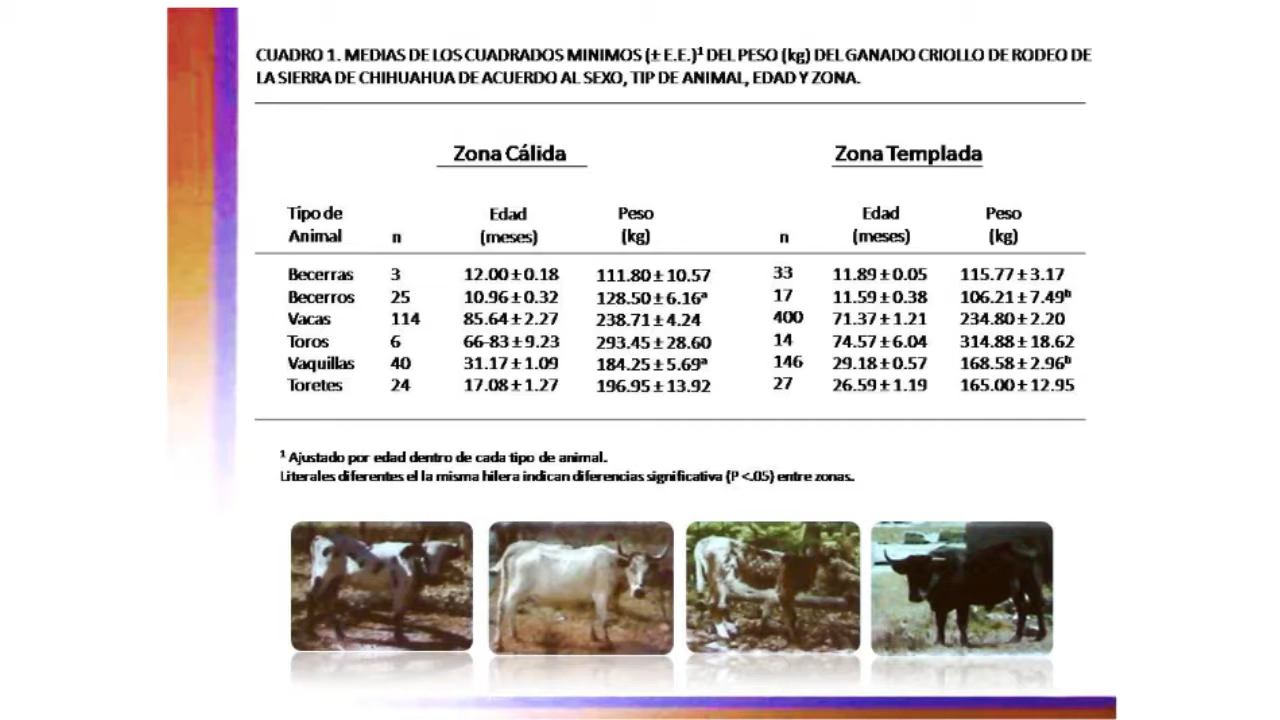 CUADRO 1. MEDIAS DE LOS CUADRADOS MINIMOS (± E.E.)¹ DEL PESO (kg) DEL GANADO CRIOLLO DE RODEO DE
LA SIERRA DE CHIHUAHUA DE ACUERDO AL SEXO, TIP DE ANIMAL, EDAD Y ZONA.
Zona Cálida Zona Templada
Tipo de Edad Peso Edad Peso
Animal n (meses) (kg) n (meses) (kg)
Becerras 3 12.00 ± 0.18 111.80 ± 10.57 33 11.89 ± 0.05 115.77 ± 3.17
Becerros 25 10.96 ± 0.32 128.50 ± 6.16ª 17 11.59 ± 0.38 106.21 ± 7.49ᵇ
Vacas 114 85.64 ± 2.27 238.71 ± 4.24 400 71.37 ± 1.21 234.80 ± 2.20
Toros 6 66-83 ± 9.23 293.45 ± 28.60 14 74.57 ± 6.04 314.88 ± 18.62
Vaquillas 40 31.17 ± 1.09 184.25 ± 5.69ª 146 29.18 ± 0.57 168.58 ± 2.96ᵇ
Toretes 24 17.08 ± 1.27 196.95 ± 13.92 27 26.59 ± 1.19 165.00 ± 12.95
¹ Ajustado por edad dentro de cada tipo de animal.
Literales diferentes el la misma hilera indican diferencias significativa (P <.05) entre zonas.